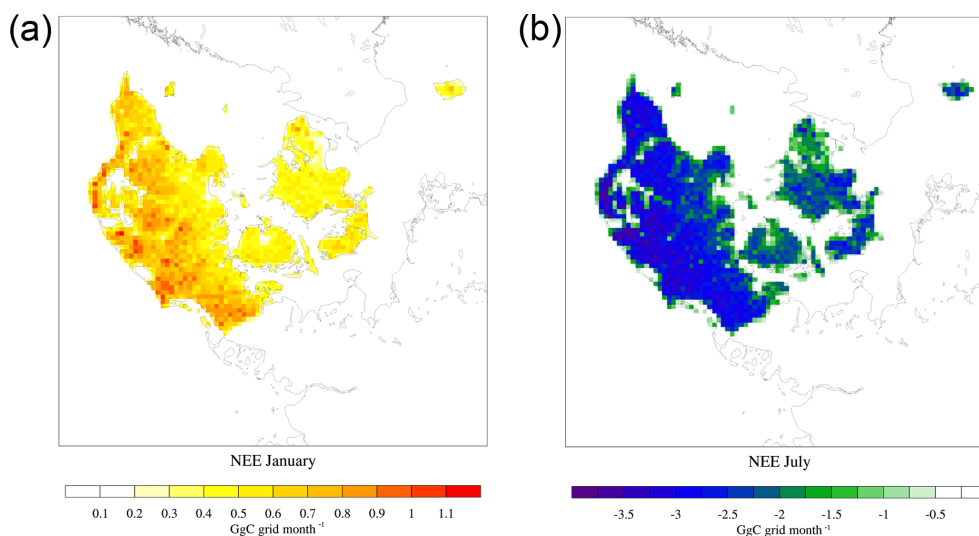 (a)
(b)
NEE January
NEE July
0.1 0.2 0.3 0.4 0.5 0.6 0.7 0.8 0.9 1 1.1
GgC grid month⁻¹
-3.5 -3 -2.5 -2 -1.5 -1 -0.5
GgC grid month⁻¹